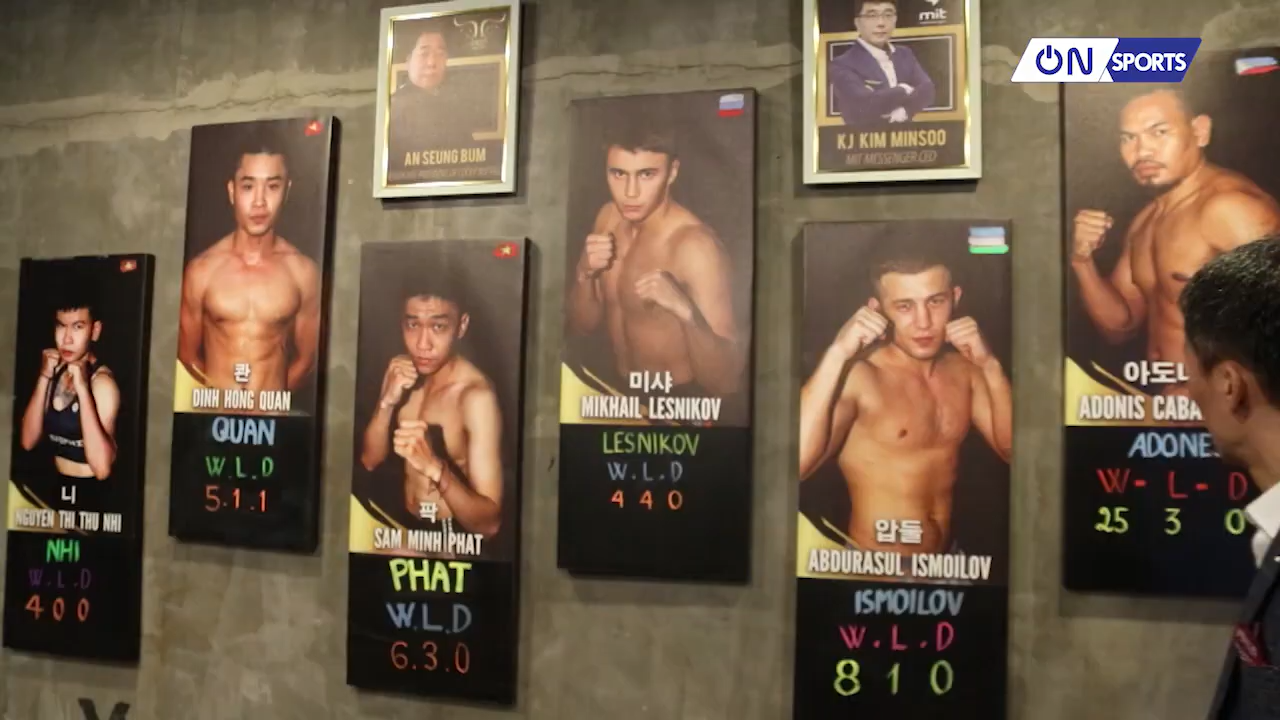 ON SPORTS
AN SEUNG BUM
mit
KJ KIM MINSOO
MIT MESSENGER CEO
니
NGUYEN THI THU NHI
NHI
W.L.D
4 0 0
콴
DINH HONG QUAN
QUAN
W.L.D
5.1.1
팍
SAM MINH PHAT
PHAT
W.L.D
6.3.0
미샤
MIKHAIL LESNIKOV
LESNIKOV
W.L.D
4 4 0
압둘
ABDURASUL ISMOILOV
ISMOILOV
W.L.D
8 1 0
아도니
ADONIS CABA
ADONES
W-L-D
25 3 0